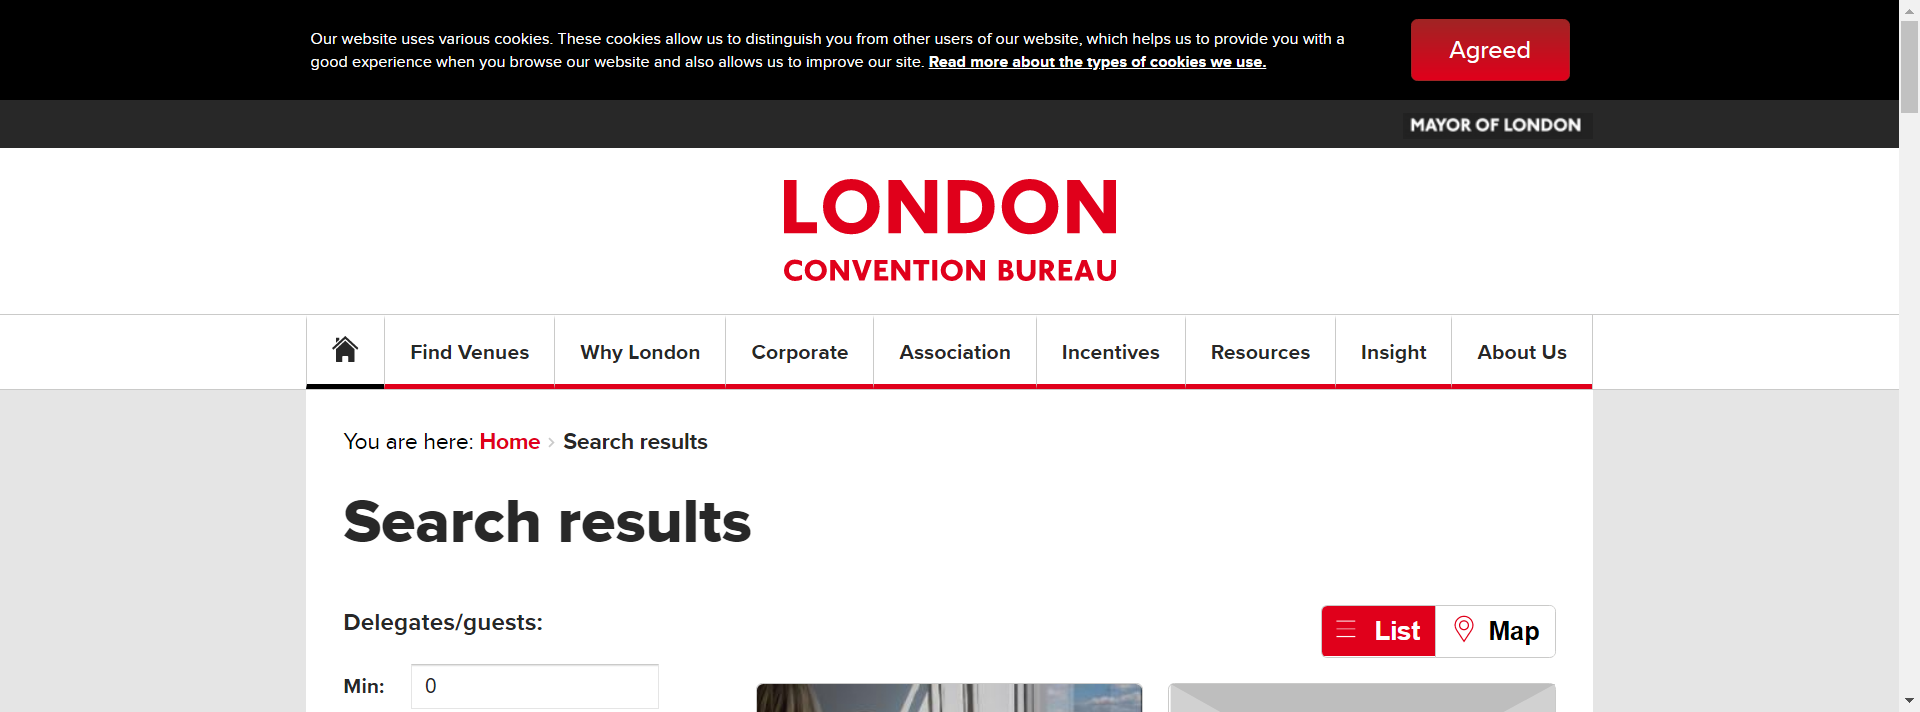 Our website uses various cookies. These cookies allow us to distinguish you from other users of our website, which helps us to provide you with a
good experience when you browse our website and also allows us to improve our site. Read more about the types of cookies we use.
Agreed
MAYOR OF LONDON
LONDON
CONVENTION BUREAU
Find Venues
Why London
Corporate
Association
Incentives
Resources
Insight
About Us
You are here: Home › Search results
Search results
Delegates/guests:
List
Map
Min: 0